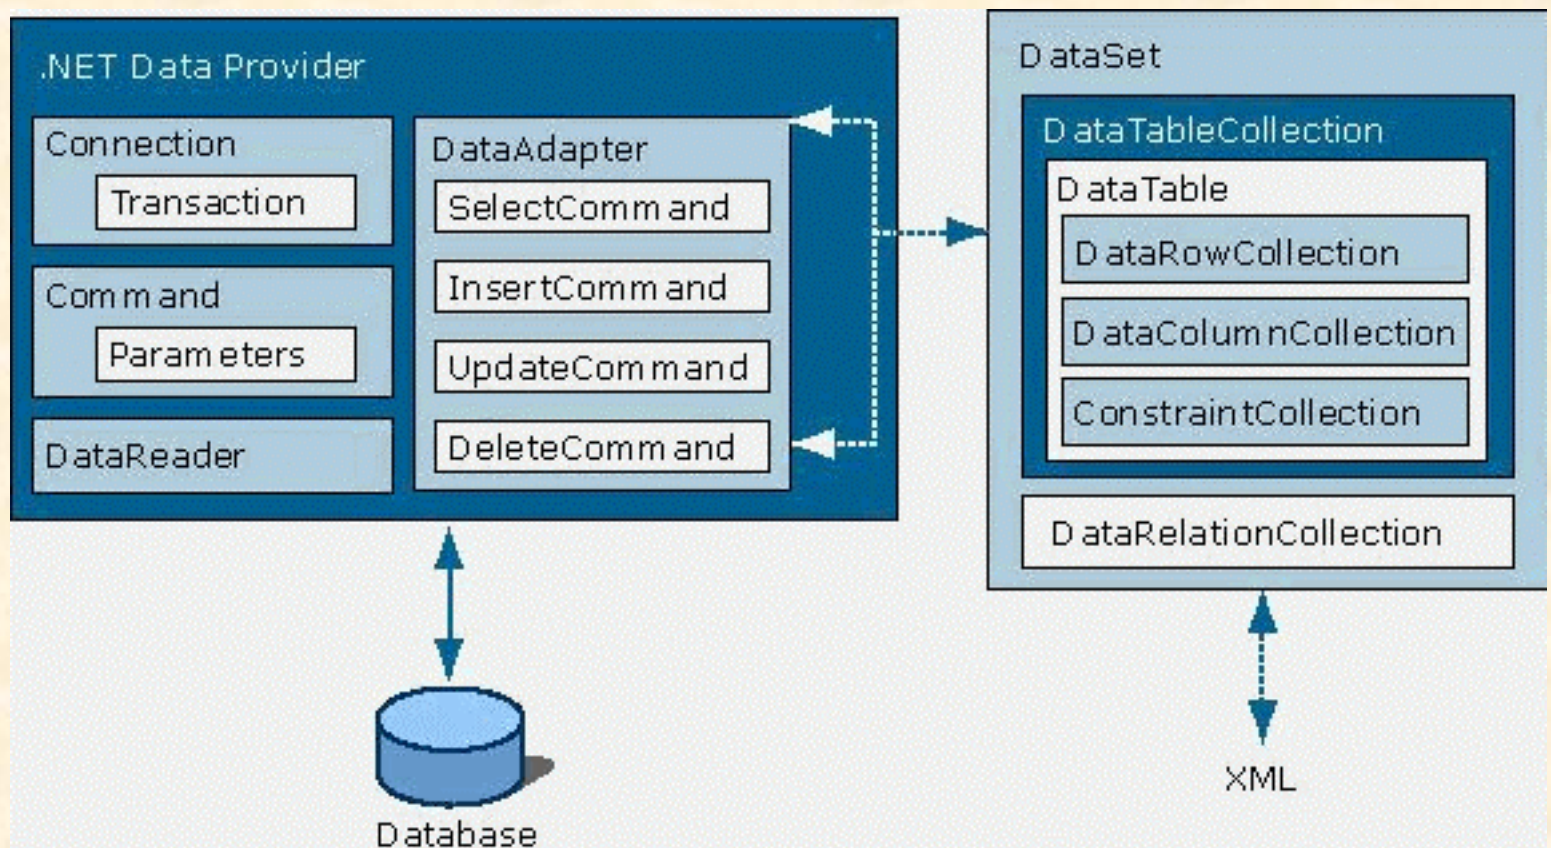 .NET Data Provider
Connection
Transaction
Command
Parameters
DataReader
DataAdapter
SelectCommand
InsertCommand
UpdateCommand
DeleteCommand
Database
DataSet
DataTableCollection
DataTable
DataRowCollection
DataColumnCollection
ConstraintCollection
DataRelationCollection
XML